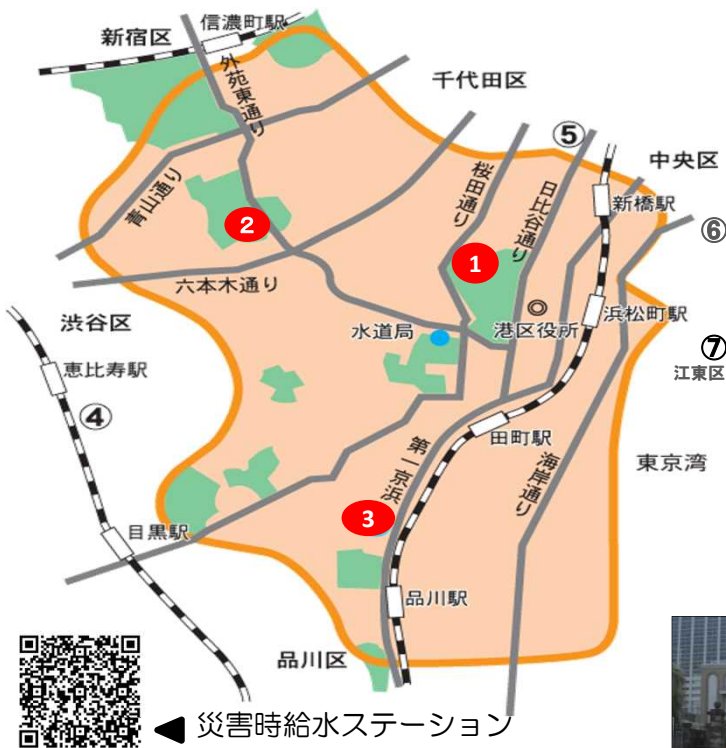 信濃町駅
新宿区
外苑東通り
千代田区
⑤
中央区
青山通り
桜田通り
日比谷通り
新橋駅
2
⑥
1
六本木通り
渋谷区
水道局
港区役所
浜松町駅
⑦
江東区
恵比寿駅
④
田町駅
第一京浜
海岸通り
東京湾
3
目黒駅
品川駅
品川区
◀ 災害時給水ステーション